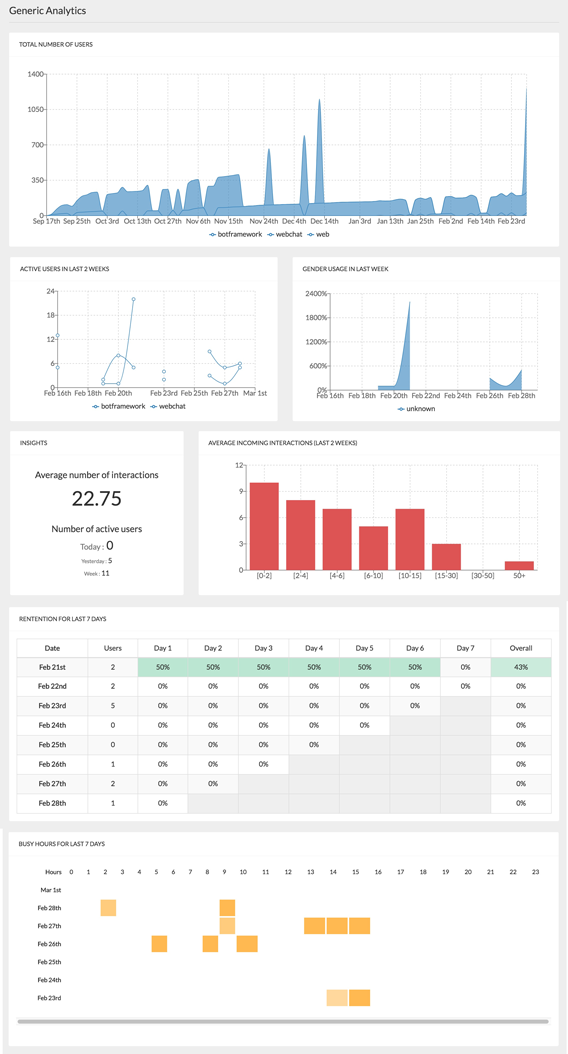 Generic Analytics
TOTAL NUMBER OF USERS
1400
1050
700
350
0
Sep 17th Sep 25th Oct 3rd Oct 13th Oct 27th Nov 6th Nov 15th Nov 24th Dec 4th Dec 14th Jan 3rd Jan 13th Jan 25th Feb 2nd Feb 14th Feb 23rd
botframework webchat web
ACTIVE USERS IN LAST 2 WEEKS
24
18
12
6
0
Feb 16th Feb 18th Feb 20th Feb 23rd Feb 25th Feb 27th Mar 1st
botframework webchat
GENDER USAGE IN LAST WEEK
2400%
1800%
1200%
600%
0%
Feb 16th Feb 18th Feb 20th Feb 22nd Feb 24th Feb 26th Feb 28th
unknown
INSIGHTS
Average number of interactions
22.75
Number of active users
Today : 0
Yesterday : 5
Week : 11
AVERAGE INCOMING INTERACTIONS (LAST 2 WEEKS)
12
9
6
3
0
[0-2[ [2-4[ [4-6[ [6-10[ [10-15[ [15-30[ [30-50[ 50+
RENTENTION FOR LAST 7 DAYS
Date Users Day 1 Day 2 Day 3 Day 4 Day 5 Day 6 Day 7 Overall
Feb 21st 2 50% 50% 50% 50% 50% 50% 0% 43%
Feb 22nd 2 0% 0% 0% 0% 0% 0% 0% 0%
Feb 23rd 5 0% 0% 0% 0% 0% 0% 0%
Feb 24th 0 0% 0% 0% 0% 0% 0%
Feb 25th 0 0% 0% 0% 0% 0%
Feb 26th 1 0% 0% 0% 0%
Feb 27th 2 0% 0% 0%
Feb 28th 1 0% 0%
BUSY HOURS FOR LAST 7 DAYS
Hours 0 1 2 3 4 5 6 7 8 9 10 11 12 13 14 15 16 17 18 19 20 21 22 23
Mar 1st
Feb 28th
Feb 27th
Feb 26th
Feb 25th
Feb 24th
Feb 23rd